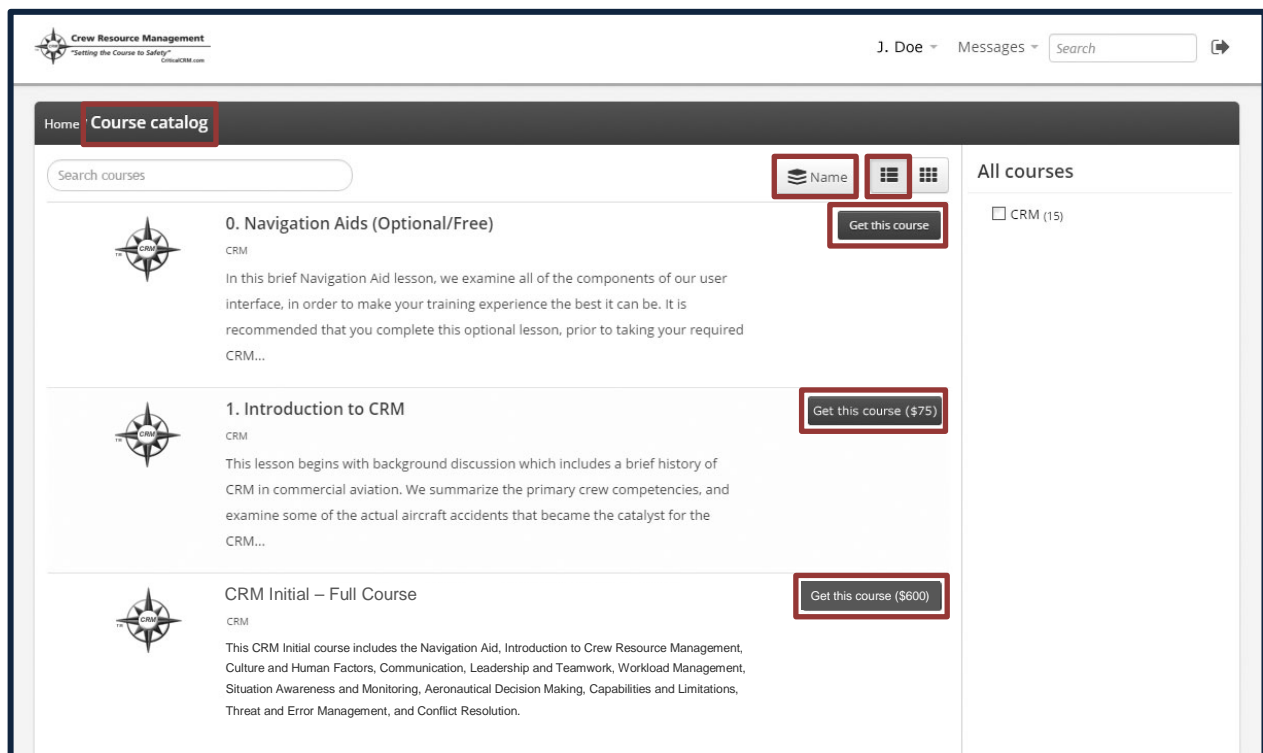 Crew Resource Management
"Setting the Course to Safety"
CriticalCRM.com
J. Doe
Messages
Search
Home / Course catalog
Search courses
Name
All courses
CRM (15)
0. Navigation Aids (Optional/Free)
Get this course
CRM
In this brief Navigation Aid lesson, we examine all of the components of our user
interface, in order to make your training experience the best it can be. It is
recommended that you complete this optional lesson, prior to taking your required
CRM...
CRM
TM
1. Introduction to CRM
Get this course ($75)
CRM
This lesson begins with background discussion which includes a brief history of
CRM in commercial aviation. We summarize the primary crew competencies, and
examine some of the actual aircraft accidents that became the catalyst for the
CRM...
CRM
TM
CRM Initial – Full Course
Get this course ($600)
CRM
This CRM Initial course includes the Navigation Aid, Introduction to Crew Resource Management,
Culture and Human Factors, Communication, Leadership and Teamwork, Workload Management,
Situation Awareness and Monitoring, Aeronautical Decision Making, Capabilities and Limitations,
Threat and Error Management, and Conflict Resolution.
CRM
TM